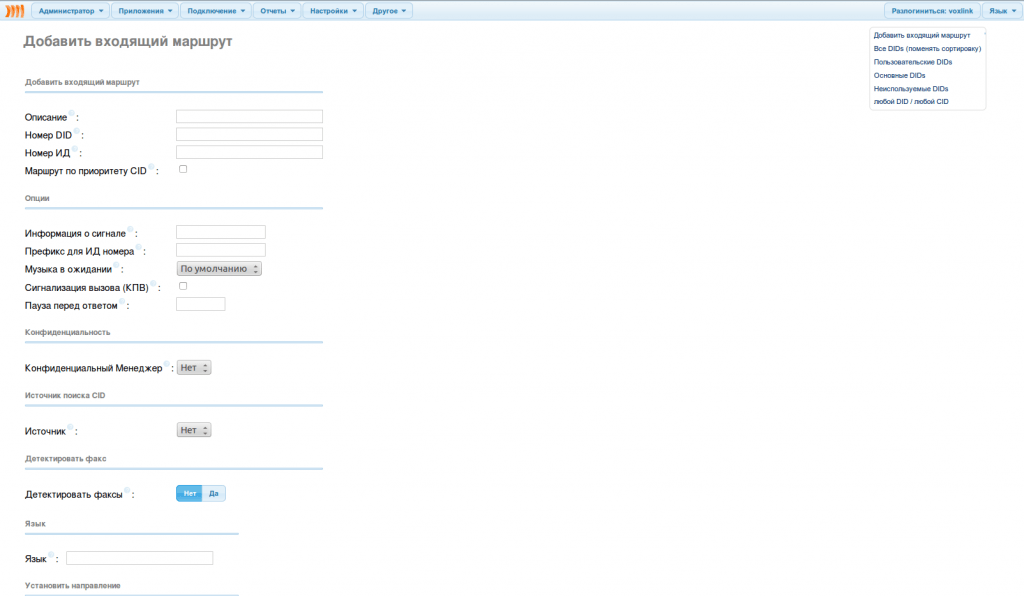 Администратор Приложения Подключение Отчеты Настройки Другое Разлогиниться: voxlink Язык
Добавить входящий маршрут
Добавить входящий маршрут
Все DIDs (поменять сортировку)
Пользовательские DIDs
Основные DIDs
Неиспользуемые DIDs
любой DID / любой CID
Добавить входящий маршрут
Описание :
Номер DID :
Номер ИД :
Маршрут по приоритету CID :
Опции
Информация о сигнале :
Префикс для ИД номера :
Музыка в ожидании : По умолчанию
Сигнализация вызова (КПВ) :
Пауза перед ответом :
Конфиденциальность
Конфиденциальный Менеджер : Нет
Источник поиска CID
Источник : Нет
Детектировать факс
Детектировать факсы : Нет Да
Язык
Язык :
Установить направление